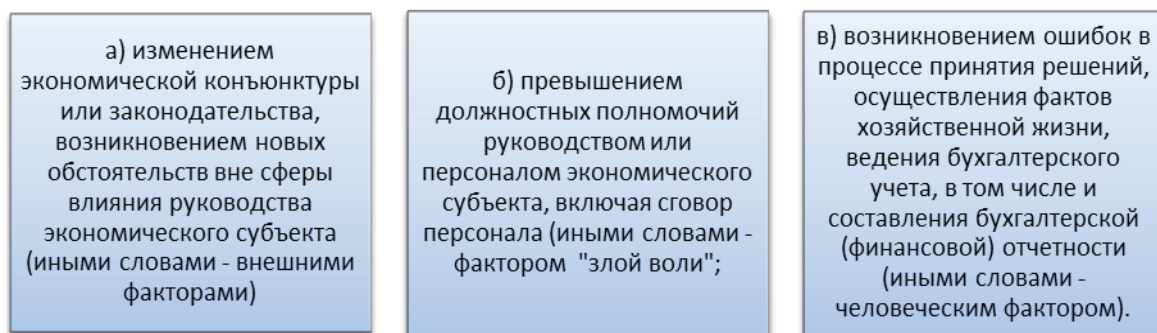 а) изменением
экономической конъюнктуры
или законодательства,
возникновением новых
обстоятельств вне сферы
влияния руководства
экономического субъекта
(иными словами - внешними
факторами)
б) превышением
должностных полномочий
руководством или
персоналом экономического
субъекта, включая сговор
персонала (иными словами -
фактором "злой воли";
в) возникновением ошибок в
процессе принятия решений,
осуществления фактов
хозяйственной жизни,
ведения бухгалтерского
учета, в том числе и
составления бухгалтерской
(финансовой) отчетности
(иными словами -
человеческим фактором).